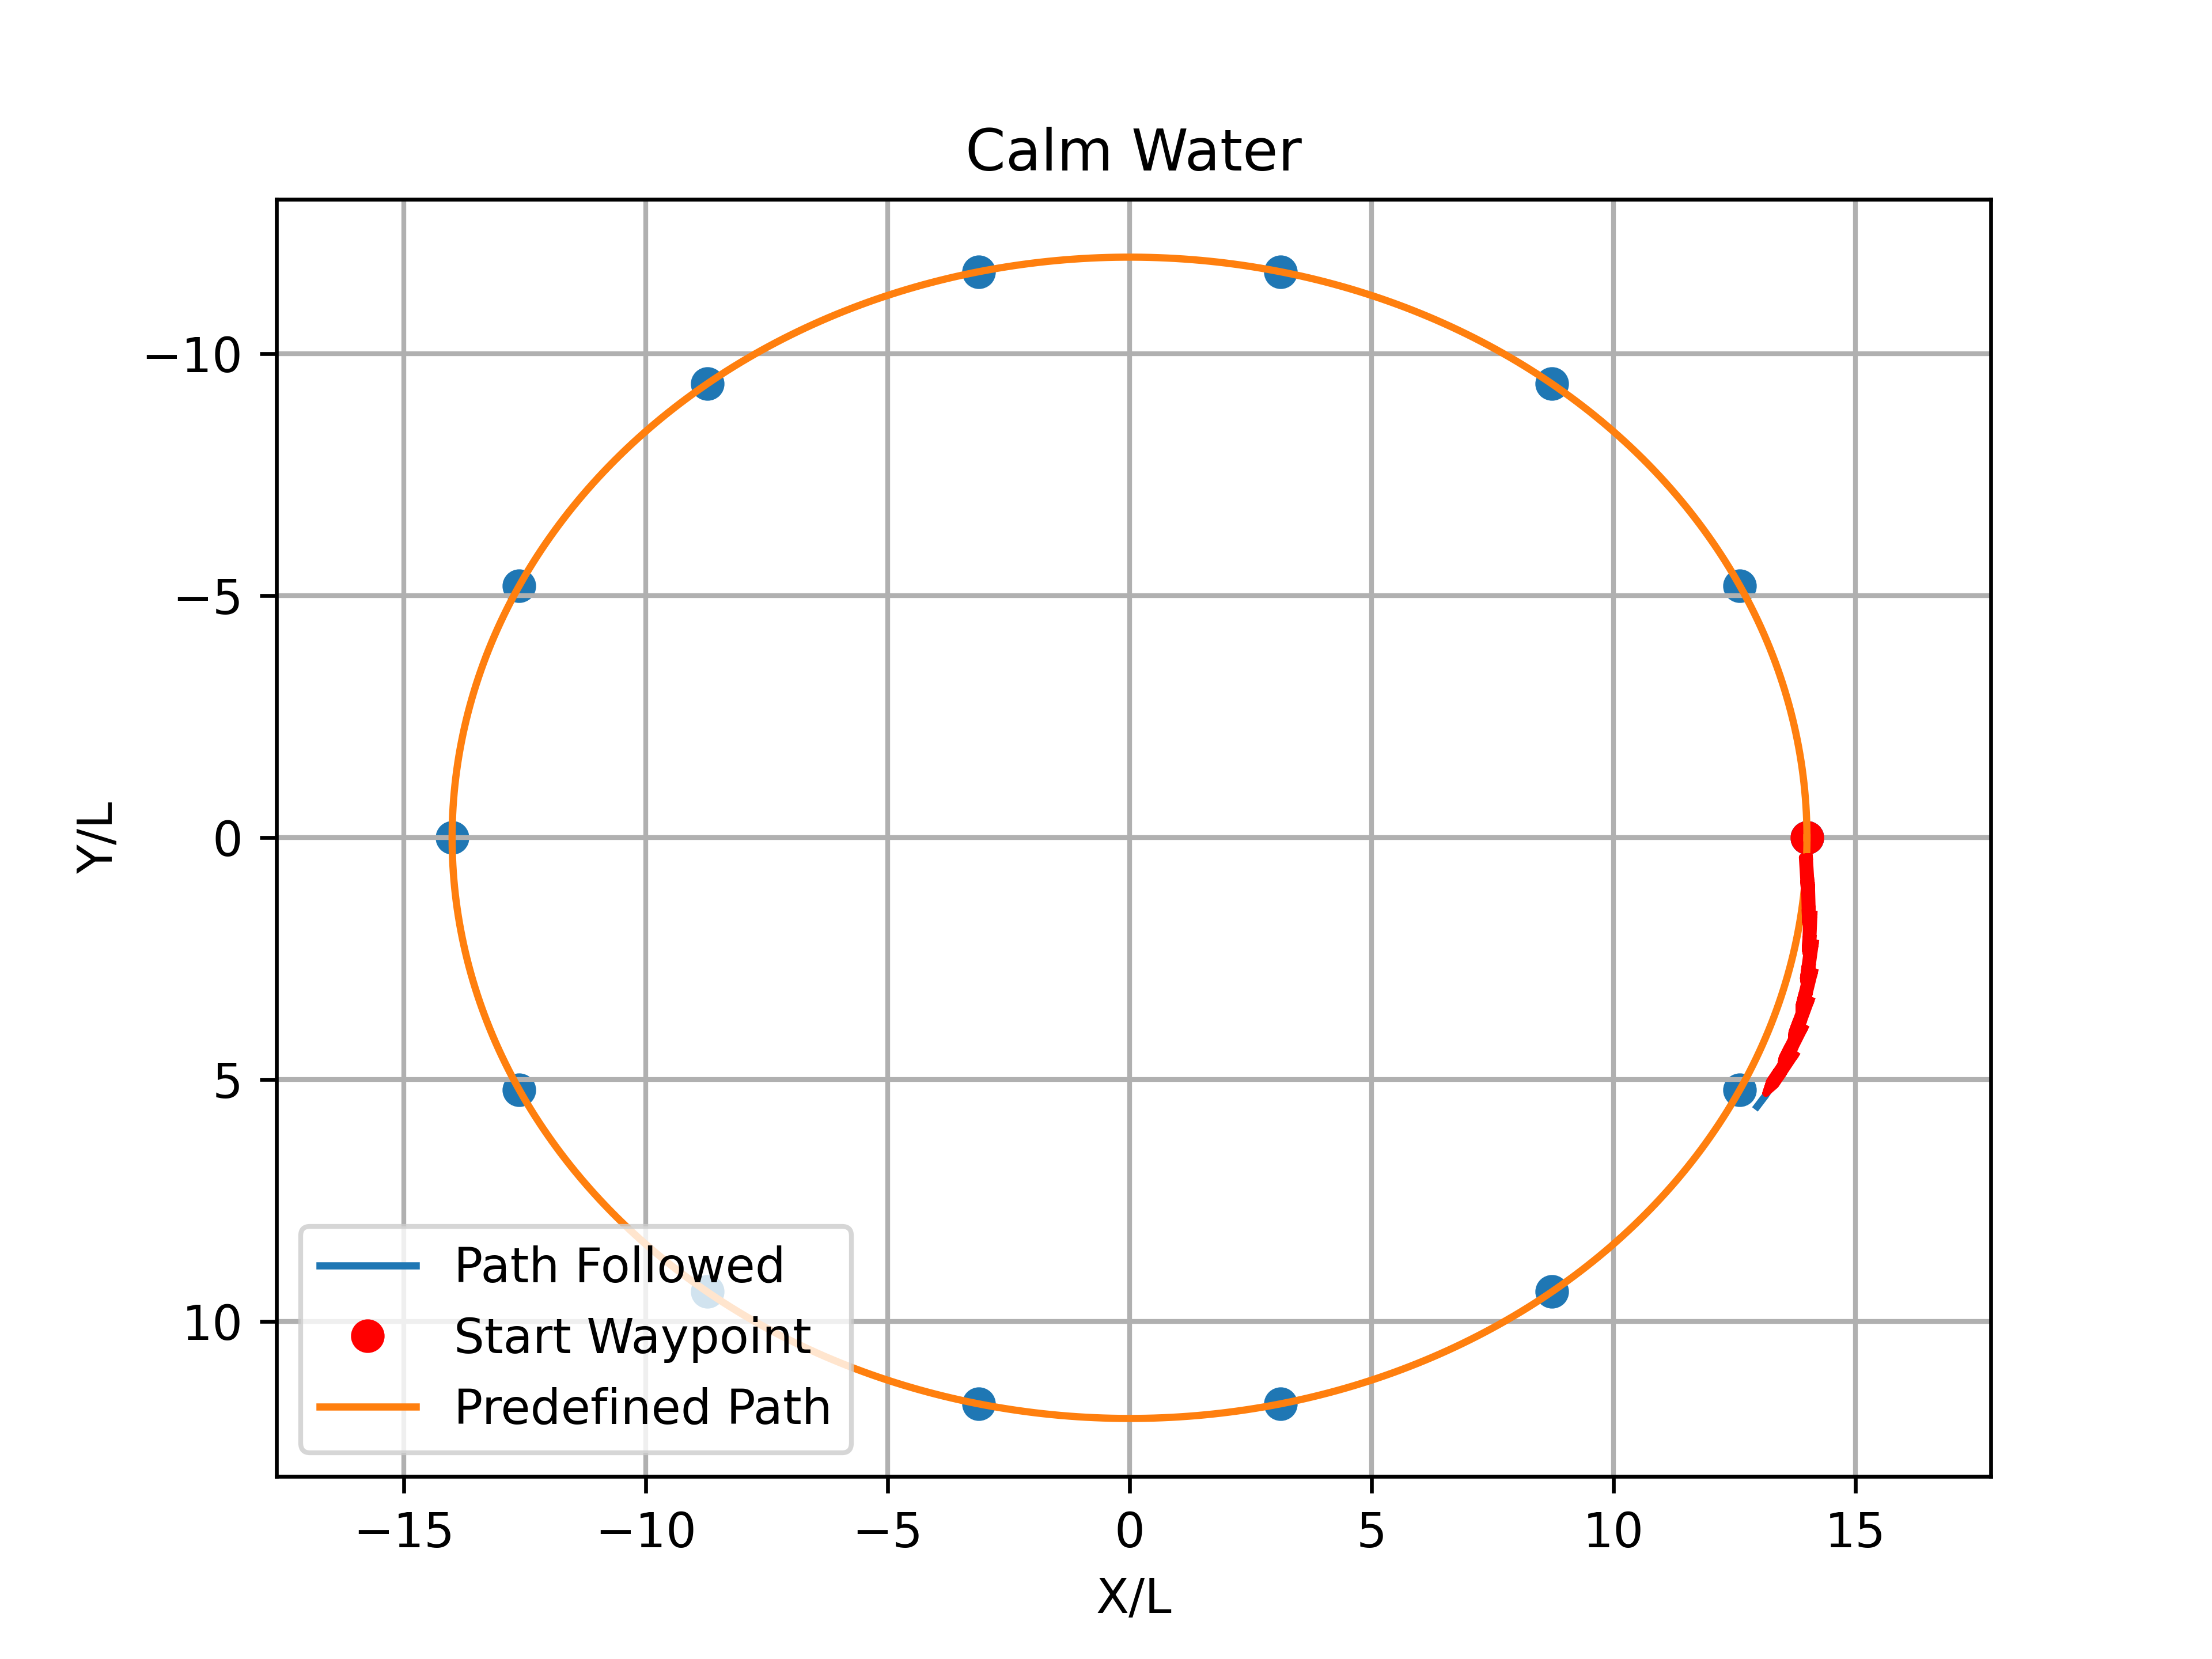 Calm Water
−10
−5
0
5
10
Y/L
−15 −10 −5 0 5 10 15
X/L
Path Followed
Start Waypoint
Predefined Path